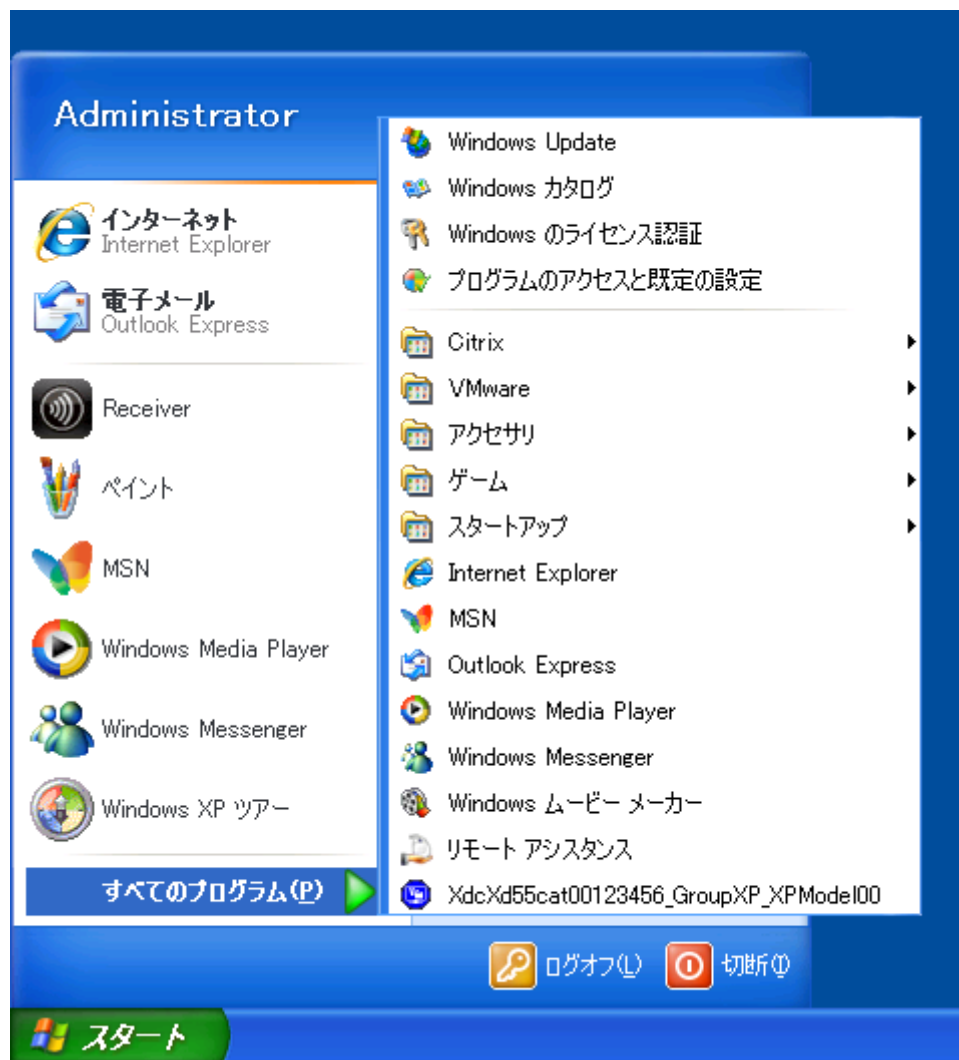 Administrator
インターネット
Internet Explorer
電子メール
Outlook Express
Receiver
ペイント
MSN
Windows Media Player
Windows Messenger
Windows XP ツアー
すべてのプログラム(P)
Windows Update
Windows カタログ
Windows のライセンス認証
プログラムのアクセスと既定の設定
Citrix
VMware
アクセサリ
ゲーム
スタートアップ
Internet Explorer
MSN
Outlook Express
Windows Media Player
Windows Messenger
Windows ムービー メーカー
リモート アシスタンス
XdcXd55cat00123456_GroupXP_XPModel00
ログオフ(L)
切断(I)
スタート